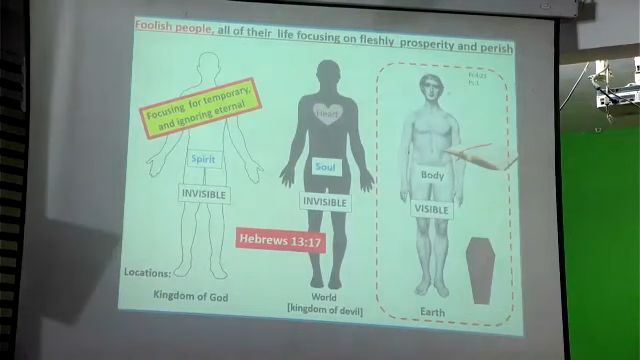 Foolish people, all of their life focusing on fleshly prosperity and perish
Focusing for temporary,
and ignoring eternal
Heart
Spirit
Soul
Body
INVISIBLE
INVISIBLE
VISIBLE
Hebrews 13:17
Locations:
Kingdom of God
World
[kingdom of devil]
Earth